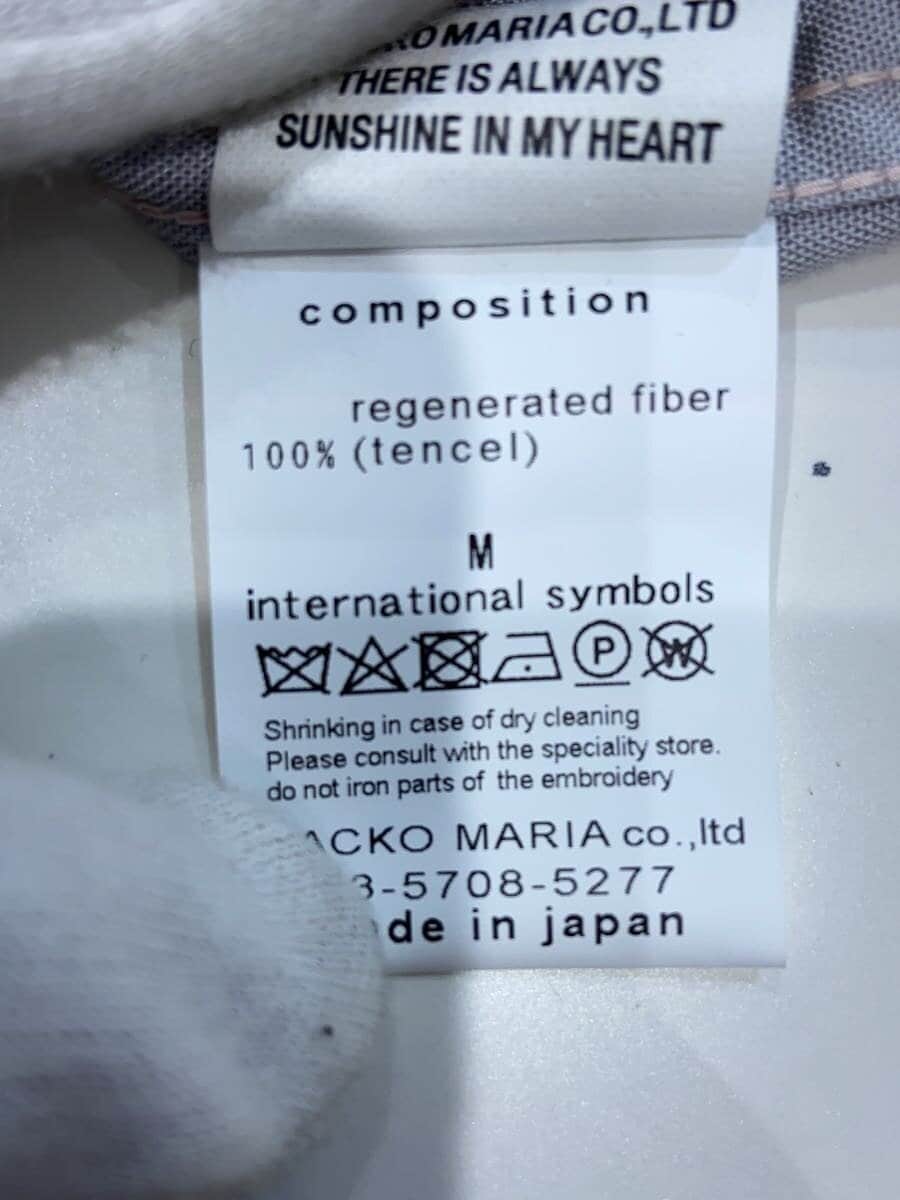 MARIA CO.,LTD
THERE IS ALWAYS
SUNSHINE IN MY HEART
composition
regenerated fiber
100% (tencel)
M
international symbols
P W
Shrinking in case of dry cleaning
Please consult with the speciality store.
do not iron parts of the embroidery
ACKO MARIA co.,ltd
3-5708-5277
de in japan